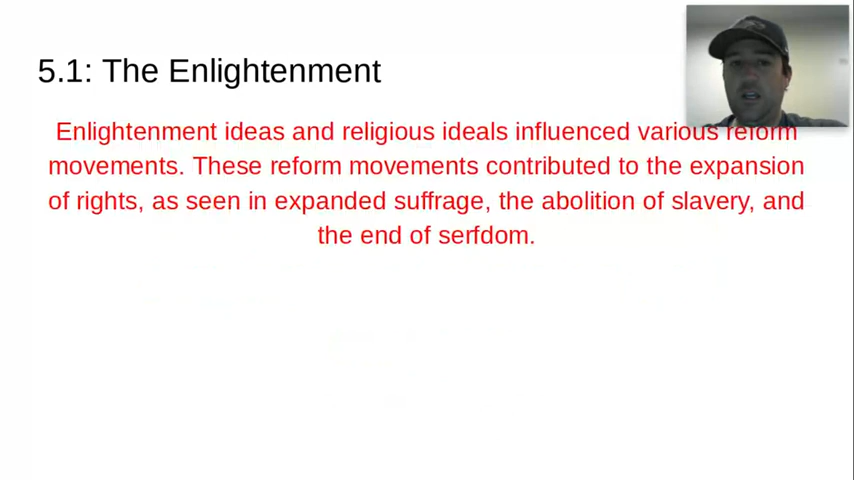 5.1: The Enlightenment
Enlightenment ideas and religious ideals influenced various reform
movements. These reform movements contributed to the expansion
of rights, as seen in expanded suffrage, the abolition of slavery, and
the end of serfdom.